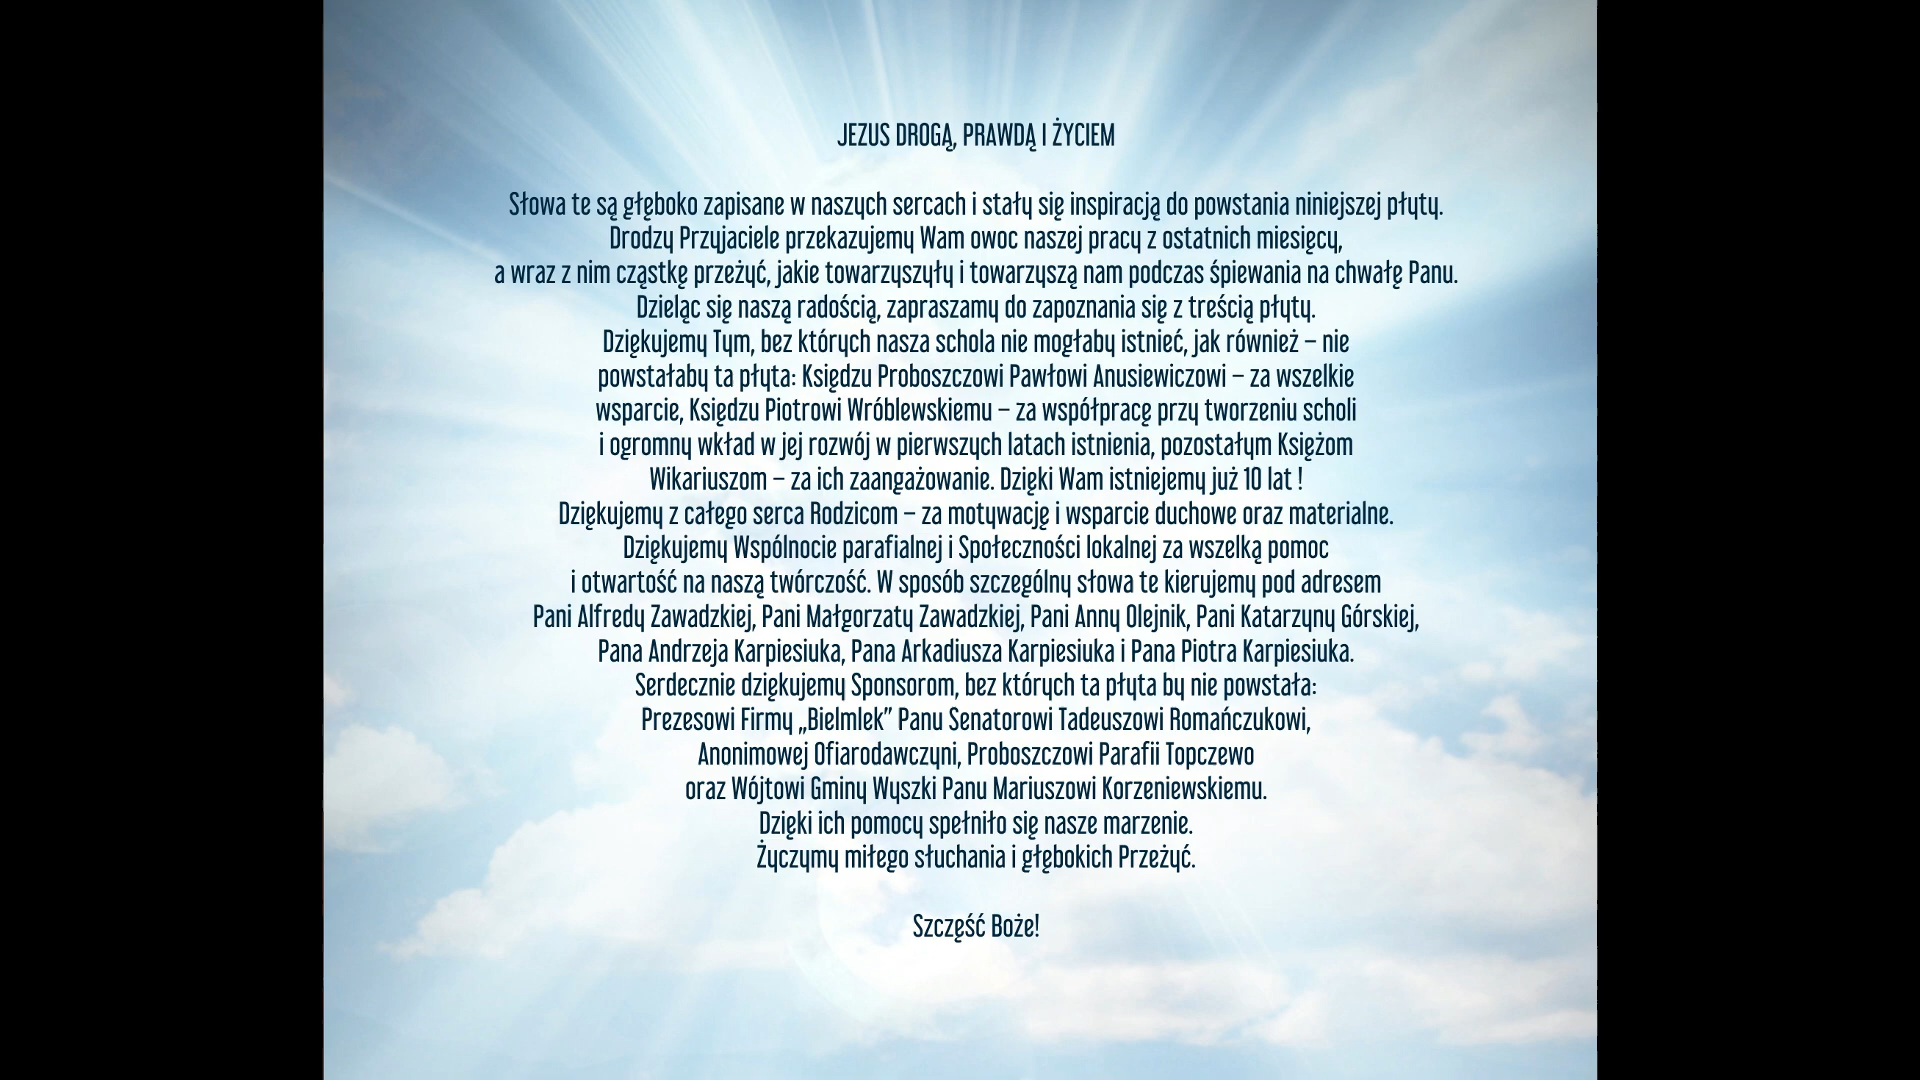 JEZUS DROGĄ, PRAWDĄ I ŻYCIEM
Słowa te są głęboko zapisane w naszych sercach i stały się inspiracją do powstania niniejszej płyty.
Drodzy Przyjaciele przekazujemy Wam owoc naszej pracy z ostatnich miesięcy,
a wraz z nim cząstkę przeżyć, jakie towarzyszyły i towarzyszą nam podczas śpiewania na chwałę Panu.
Dzieląc się naszą radością, zapraszamy do zapoznania się z treścią płyty.
Dziękujemy Tym, bez których nasza schola nie mogłaby istnieć, jak również – nie
powstałaby ta płyta: Księdzu Proboszczowi Pawłowi Anusiewiczowi – za wszelkie
wsparcie, Księdzu Piotrowi Wróblewskiemu – za współpracę przy tworzeniu scholi
i ogromny wkład w jej rozwój w pierwszych latach istnienia, pozostałym Księżom
Wikariuszom – za ich zaangażowanie. Dzięki Wam istniejemy już 10 lat !
Dziękujemy z całego serca Rodzicom – za motywację i wsparcie duchowe oraz materialne.
Dziękujemy Wspólnocie parafialnej i Społeczności lokalnej za wszelką pomoc
i otwartość na naszą twórczość. W sposób szczególny słowa te kierujemy pod adresem
Pani Alfredy Zawadzkiej, Pani Małgorzaty Zawadzkiej, Pani Anny Olejnik, Pani Katarzyny Górskiej,
Pana Andrzeja Karpiesiuka, Pana Arkadiusza Karpiesiuka i Pana Piotra Karpiesiuka.
Serdecznie dziękujemy Sponsorom, bez których ta płyta by nie powstała:
Prezesowi Firmy „Bielmlek” Panu Senatorowi Tadeuszowi Romańczukowi,
Anonimowej Ofiarodawczyni, Proboszczowi Parafii Topczewo
oraz Wójtowi Gminy Wyszki Panu Mariuszowi Korzeniewskiemu.
Dzięki ich pomocy spełniło się nasze marzenie.
Życzymy miłego słuchania i głębokich Przeżyć.
Szczęść Boże!